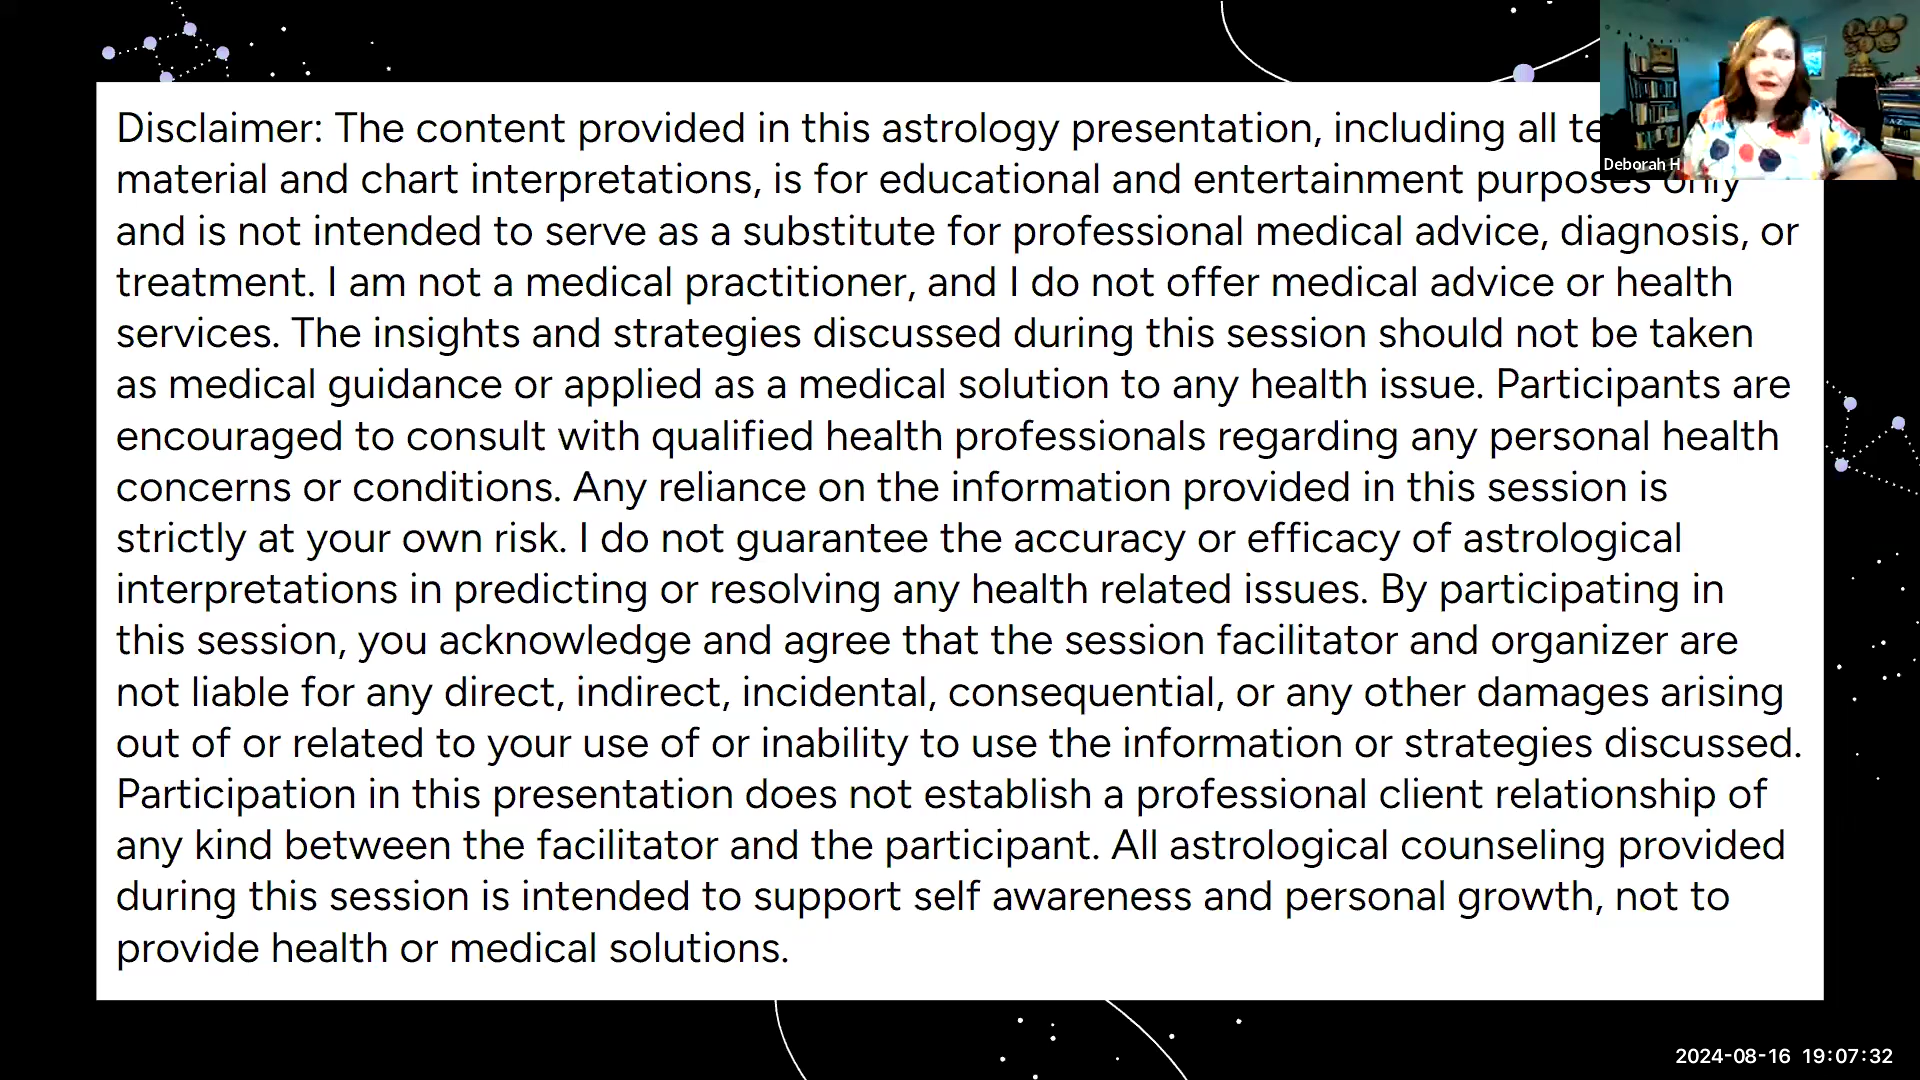 Disclaimer: The content provided in this astrology presentation, including all
material and chart interpretations, is for educational and entertainment purposes only
and is not intended to serve as a substitute for professional medical advice, diagnosis, or
treatment. I am not a medical practitioner, and I do not offer medical advice or health
services. The insights and strategies discussed during this session should not be taken
as medical guidance or applied as a medical solution to any health issue. Participants are
encouraged to consult with qualified health professionals regarding any personal health
concerns or conditions. Any reliance on the information provided in this session is
strictly at your own risk. I do not guarantee the accuracy or efficacy of astrological
interpretations in predicting or resolving any health related issues. By participating in
this session, you acknowledge and agree that the session facilitator and organizer are
not liable for any direct, indirect, incidental, consequential, or any other damages arising
out of or related to your use of or inability to use the information or strategies discussed.
Participation in this presentation does not establish a professional client relationship of
any kind between the facilitator and the participant. All astrological counseling provided
during this session is intended to support self awareness and personal growth, not to
provide health or medical solutions.
Deborah H
2024-08-16 19:07:32